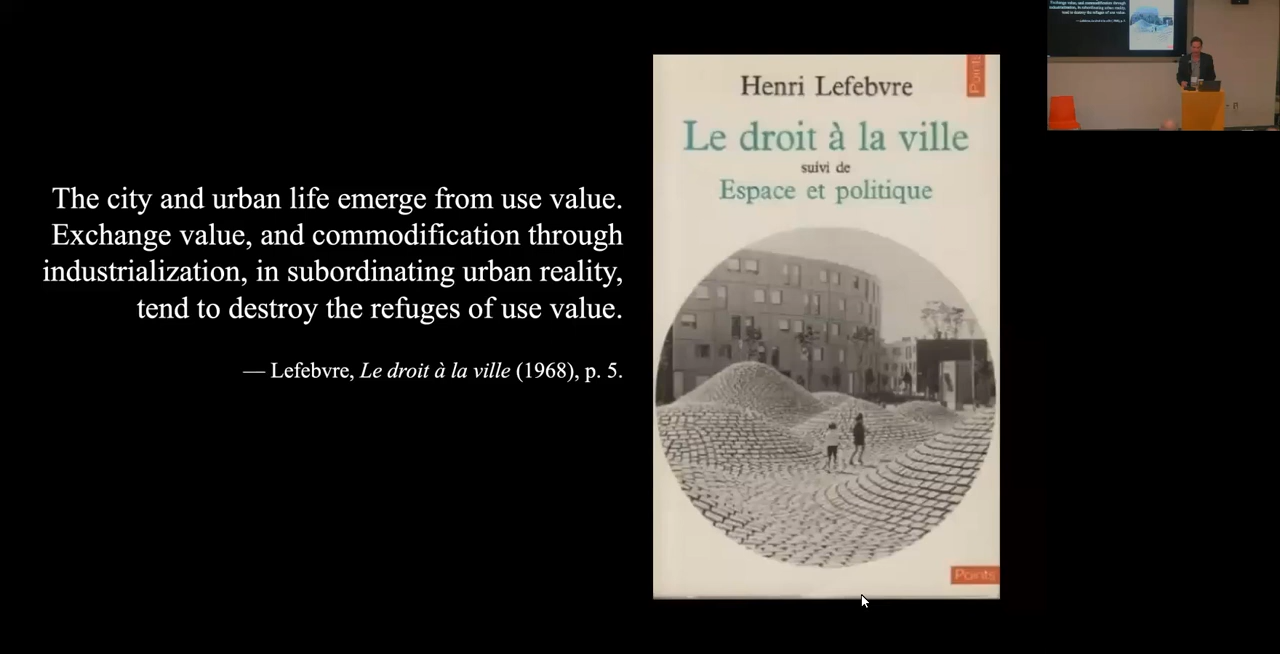 The city and urban life emerge from use value.
Exchange value, and commodification through
industrialization, in subordinating urban reality,
tend to destroy the refuges of use value.
— Lefebvre, Le droit à la ville (1968), p. 5.
Points
Henri Lefebvre
Le droit à la ville
suivi de
Espace et politique
Points